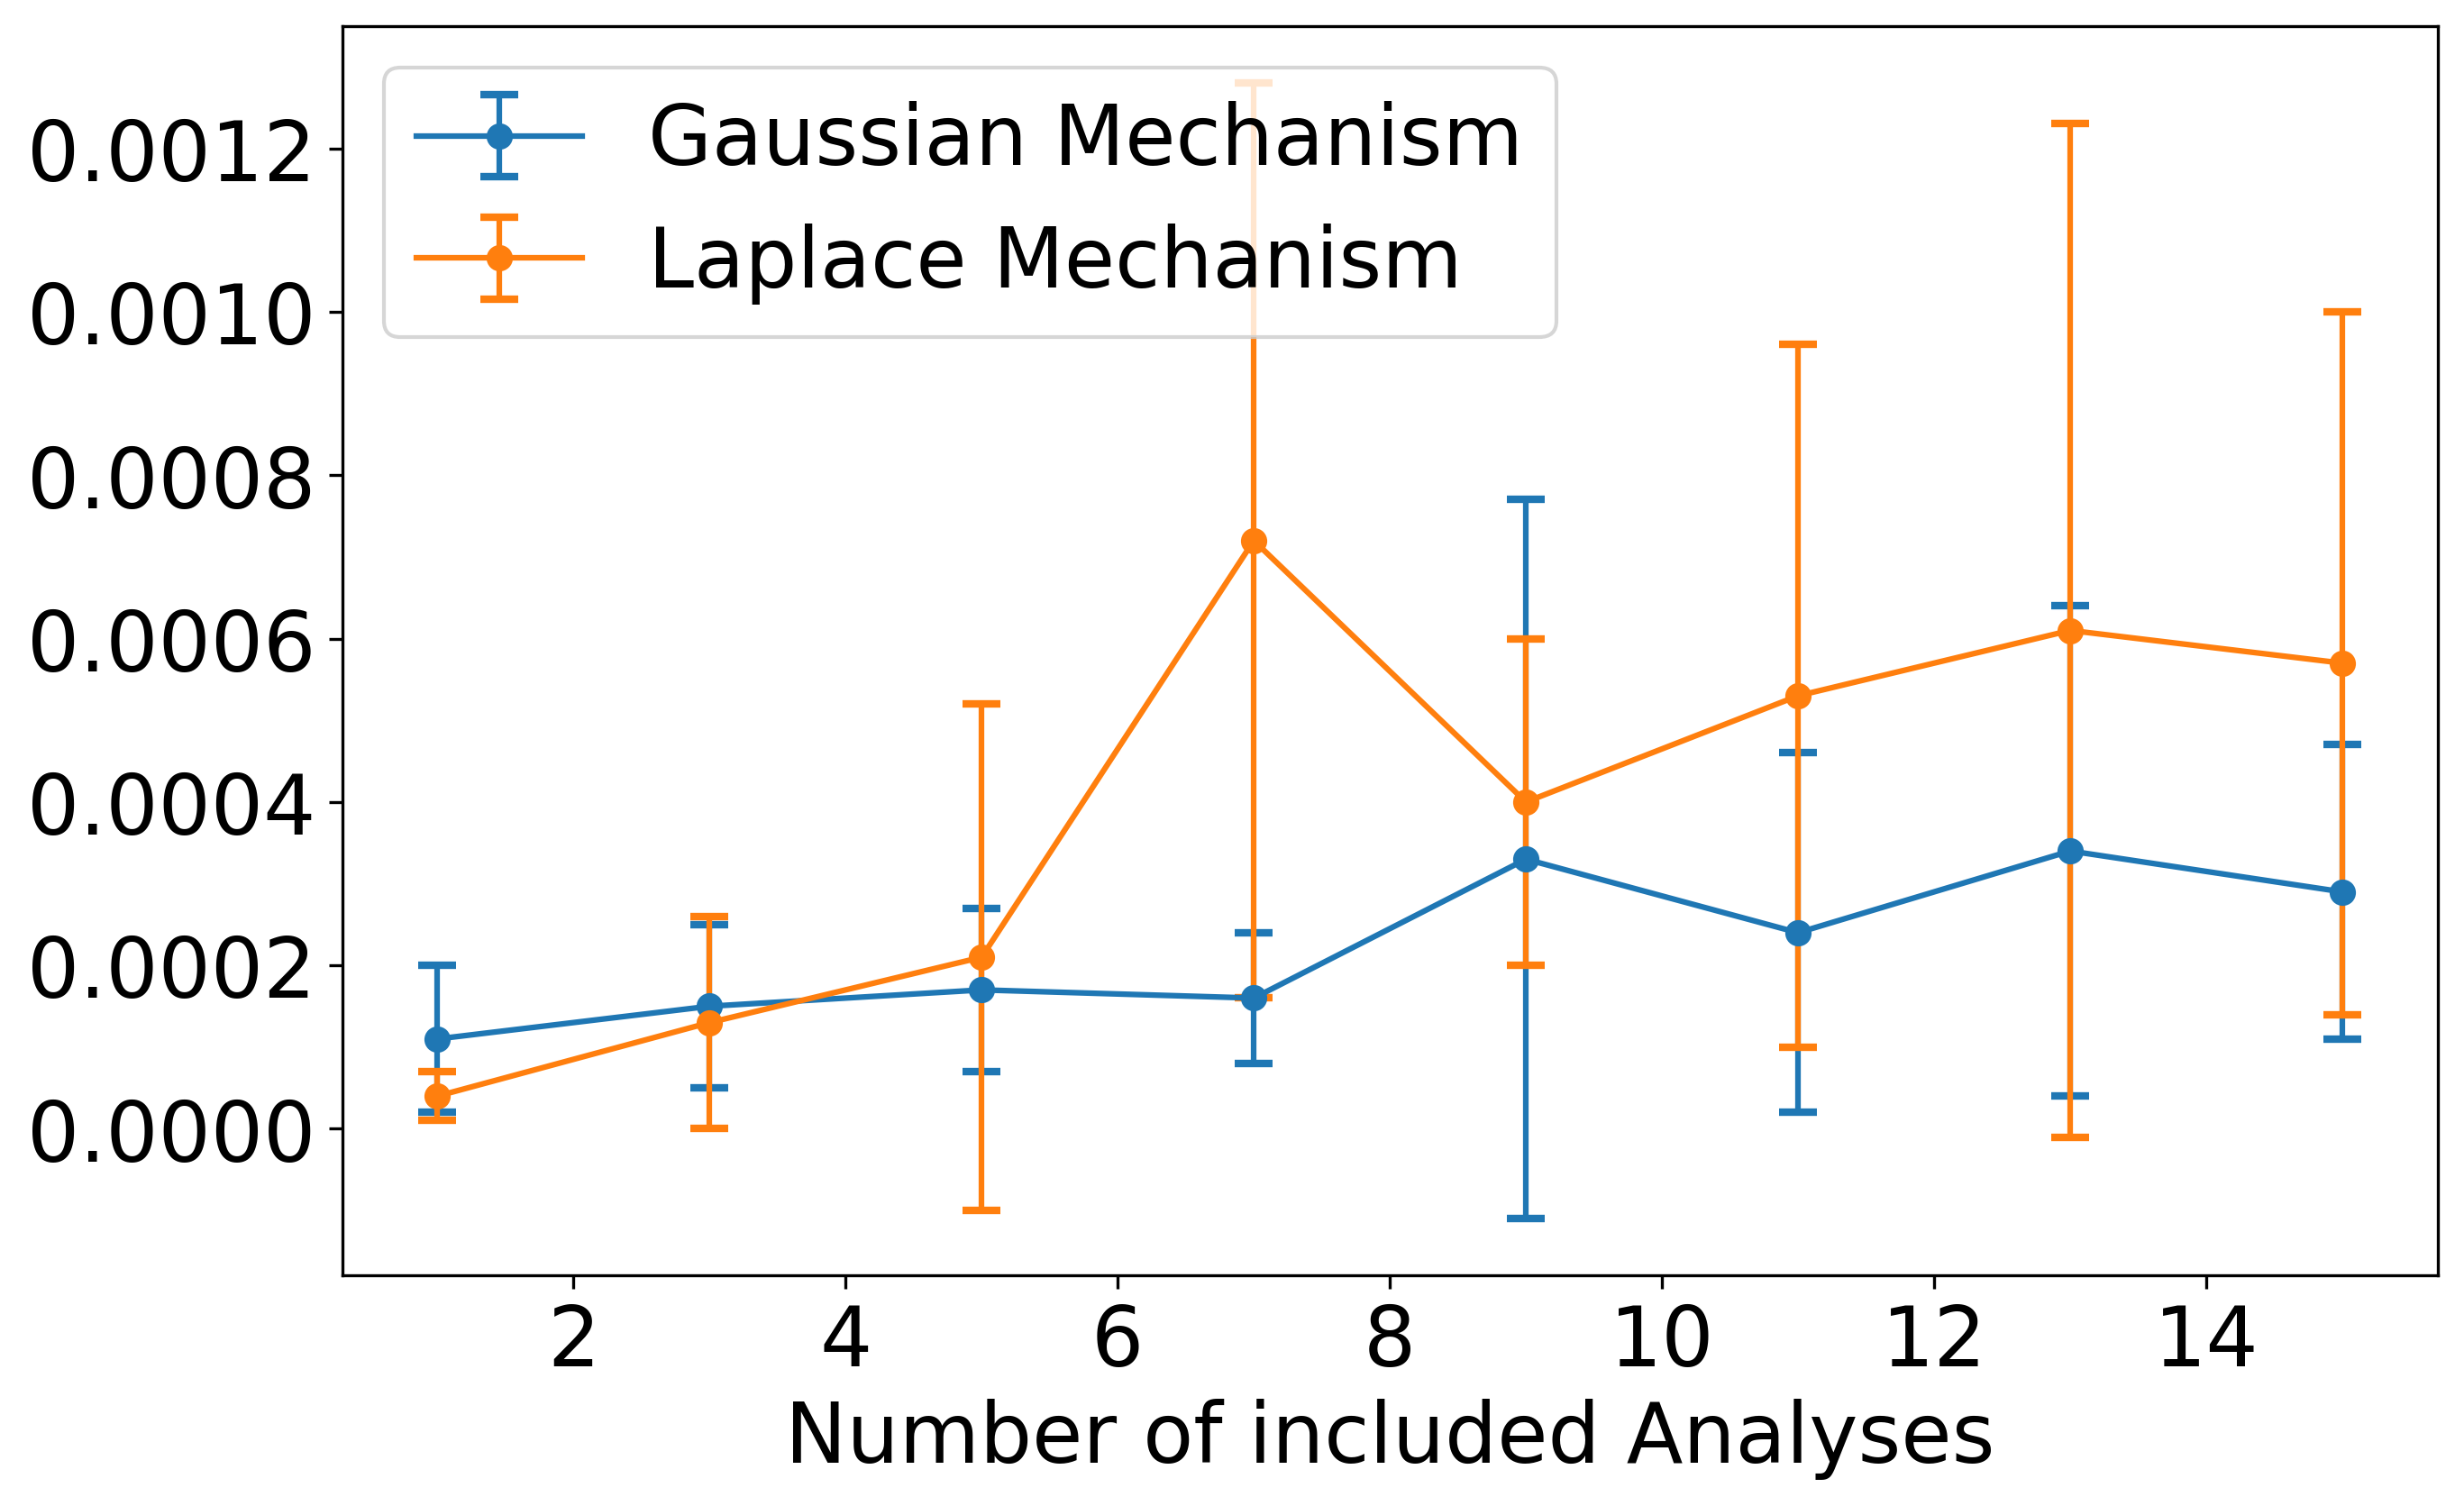 Gaussian Mechanism
Laplace Mechanism
0.0012
0.0010
0.0008
0.0006
0.0004
0.0002
0.0000
2 4 6 8 10 12 14
Number of included Analyses